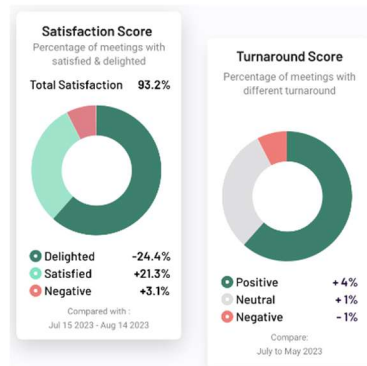 Satisfaction Score
Percentage of meetings with
satisfied & delighted
Total Satisfaction 93.2%
Delighted -24.4%
Satisfied +21.3%
Negative +3.1%
Compared with :
Jul 15 2023 - Aug 14 2023
Turnaround Score
Percentage of meetings with
different turnaround
Positive + 4%
Neutral + 1%
Negative - 1%
Compare:
July to May 2023